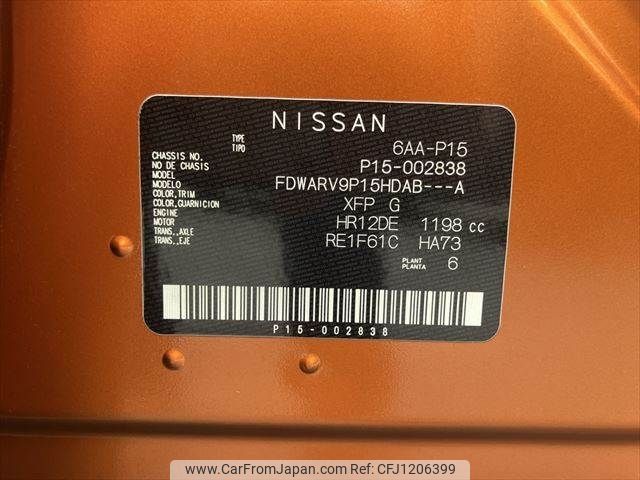 NISSAN
TYPE 6AA-P15
TIPO
CHASSIS NO. P15-002838
NO DE CHASIS
MODEL FDWARV9P15HDAB---A
MODELO
COLOR,TRIM XFP G
COLOR,GUARNICION
ENGINE HR12DE 1198 cc
MOTOR
TRANS.,AXLE RE1F61C HA73
TRANS.,EJE
PLANT 6
PLANTA
P15-002838
www.CarFromJapan.com - Stock No: CFJ1206399